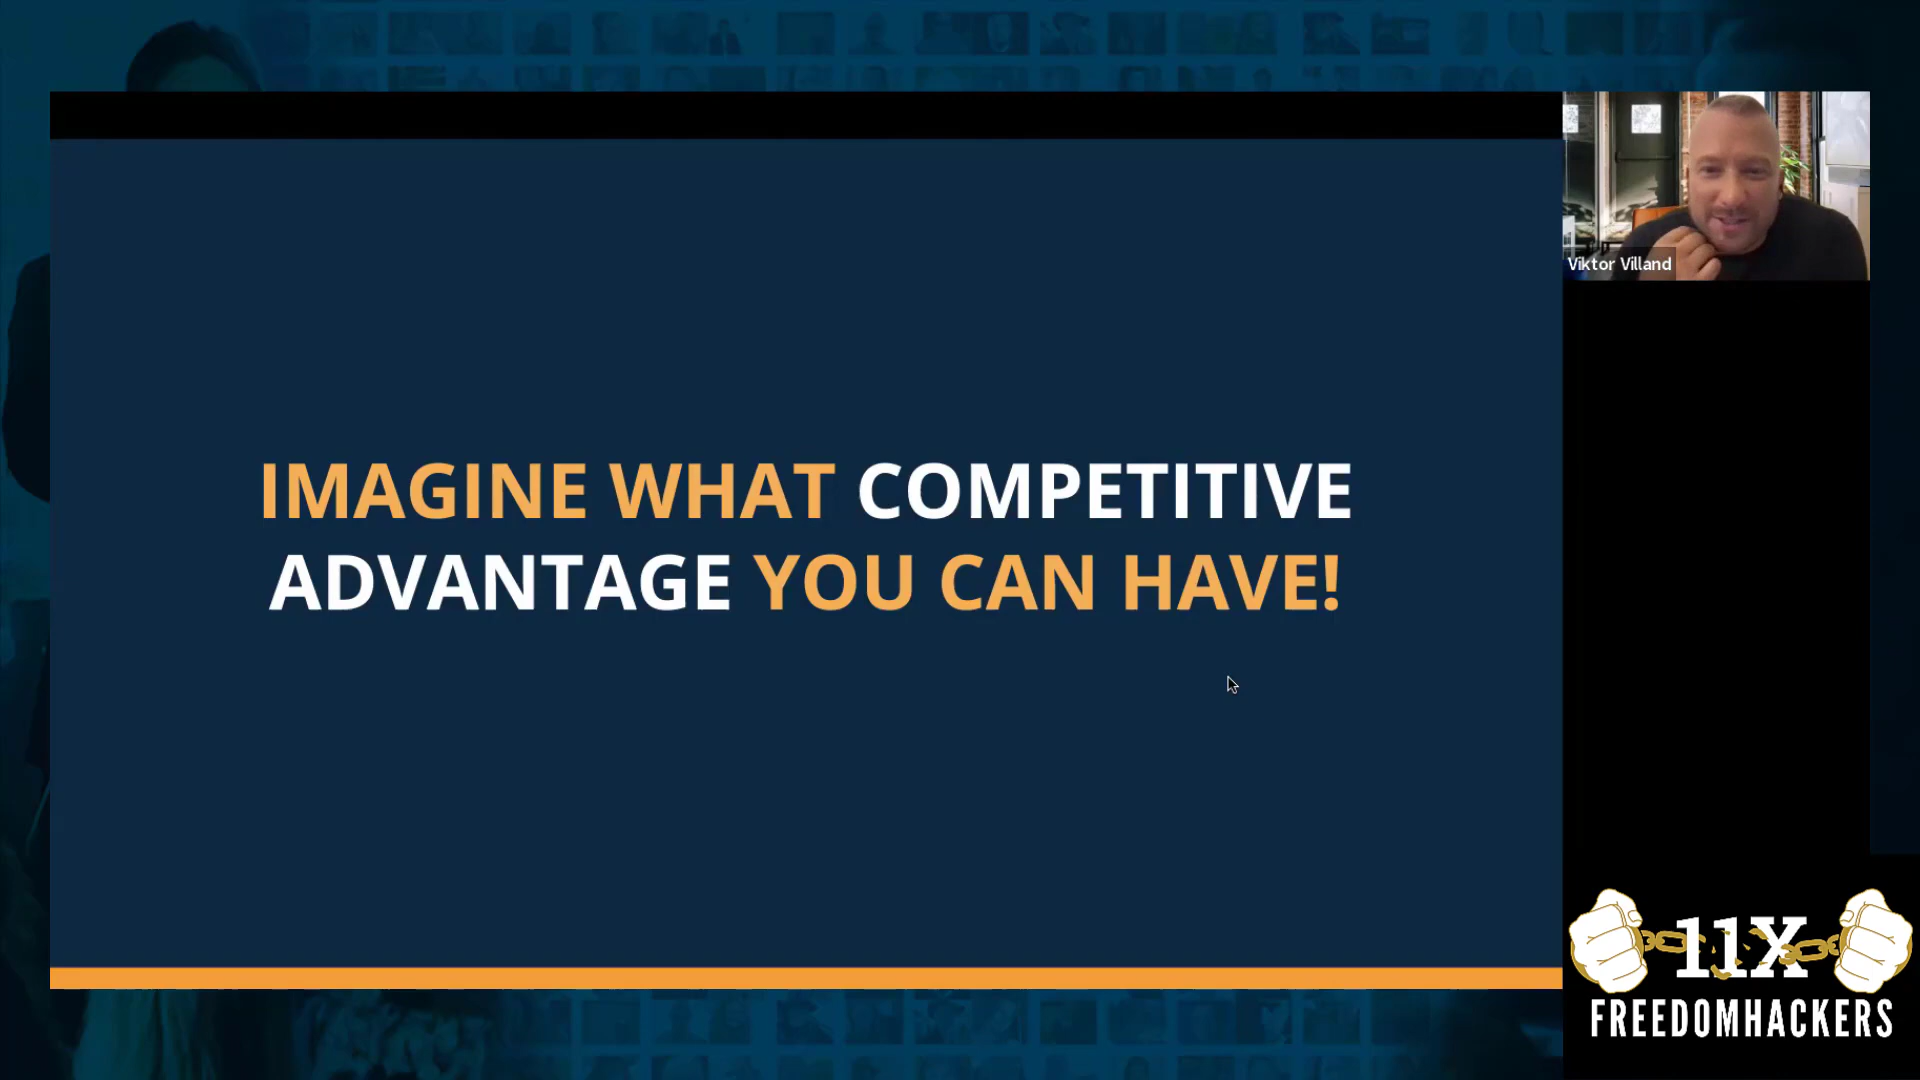 IMAGINE WHAT COMPETITIVE
ADVANTAGE YOU CAN HAVE!
Viktor Villand
11X
FREEDOMHACKERS